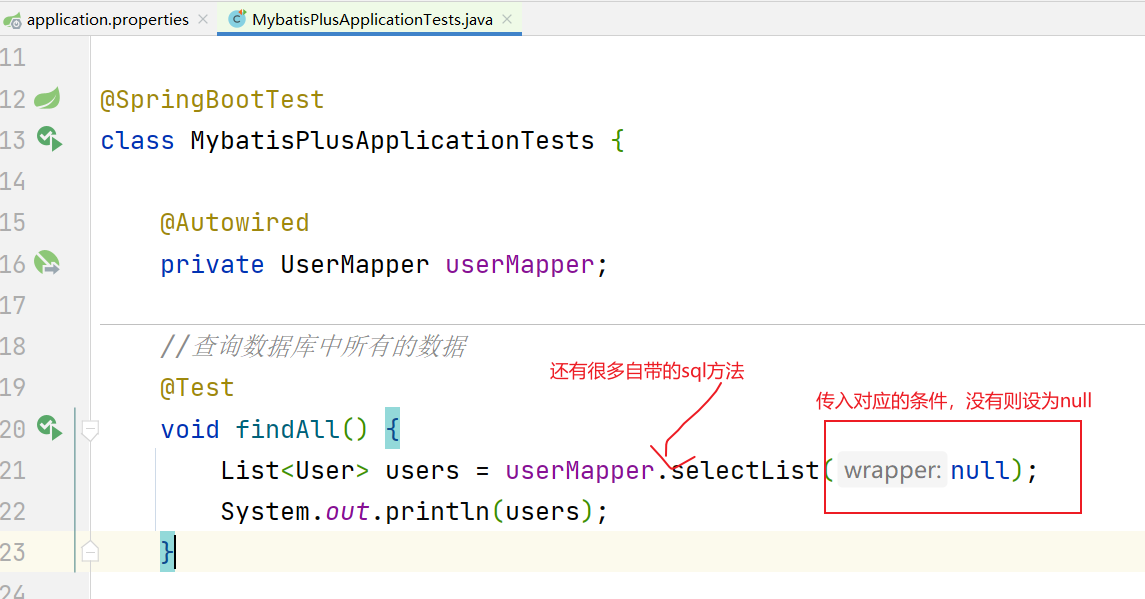 application.properties × MybatisPlusApplicationTests.java ×
11
12 @SpringBootTest
13 class MybatisPlusApplicationTests {
14
15 @Autowired
16 private UserMapper userMapper;
17
18 //查询数据库中所有的数据
还有很多自带的sql方法
19 @Test
传入对应的条件，没有则设为null
20 void findAll() {
21 List<User> users = userMapper.selectList( wrapper: null);
22 System.out.println(users);
23 }
24